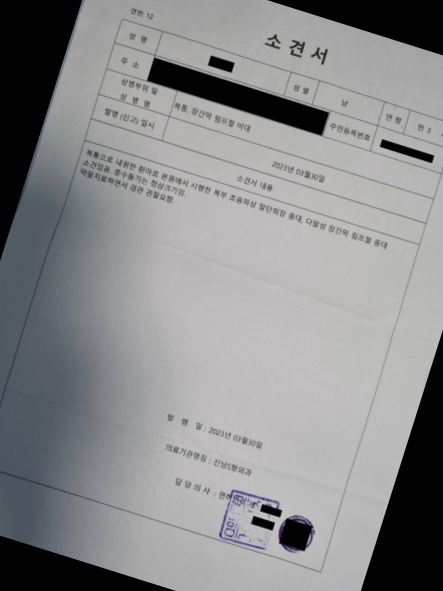 연번: 12
소 견 서
성 명
성 별
남
연 령
만 3
주 소
주민등록번호
상병부위 및
상 병 명
복통, 장간막 림프절 비대
발병 (신고) 일시
2023년 03월30일
소견서 내용
복통으로 내원한 환아로 본원에서 시행한 복부 초음파상 말단회장 종대, 다발성 장간막 림프절 종대
소견있음. 충수돌기는 정상크기임.
약물치료하면서 경관 관찰요함.
발 행 일 : 2023년 03월30일
의료기관명칭 : 신남S항외과
담 당 의 사 : 면허